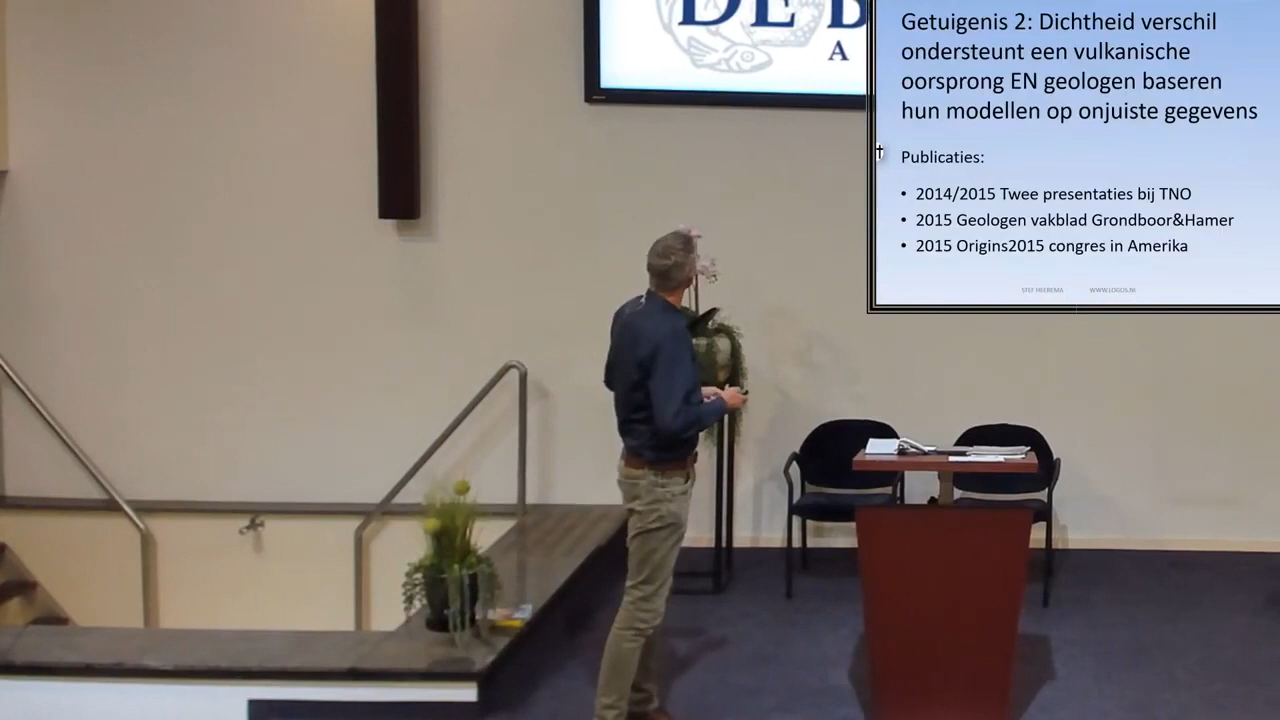 DE B
A
Getuigenis 2: Dichtheid verschil
ondersteunt een vulkanische
oorsprong EN geologen baseren
hun modellen op onjuiste gegevens
Publicaties:
• 2014/2015 Twee presentaties bij TNO
• 2015 Geologen vakblad Grondboor&Hamer
• 2015 Origins2015 congres in Amerika
STEF HEEREMA WWW.LOGOS.NL